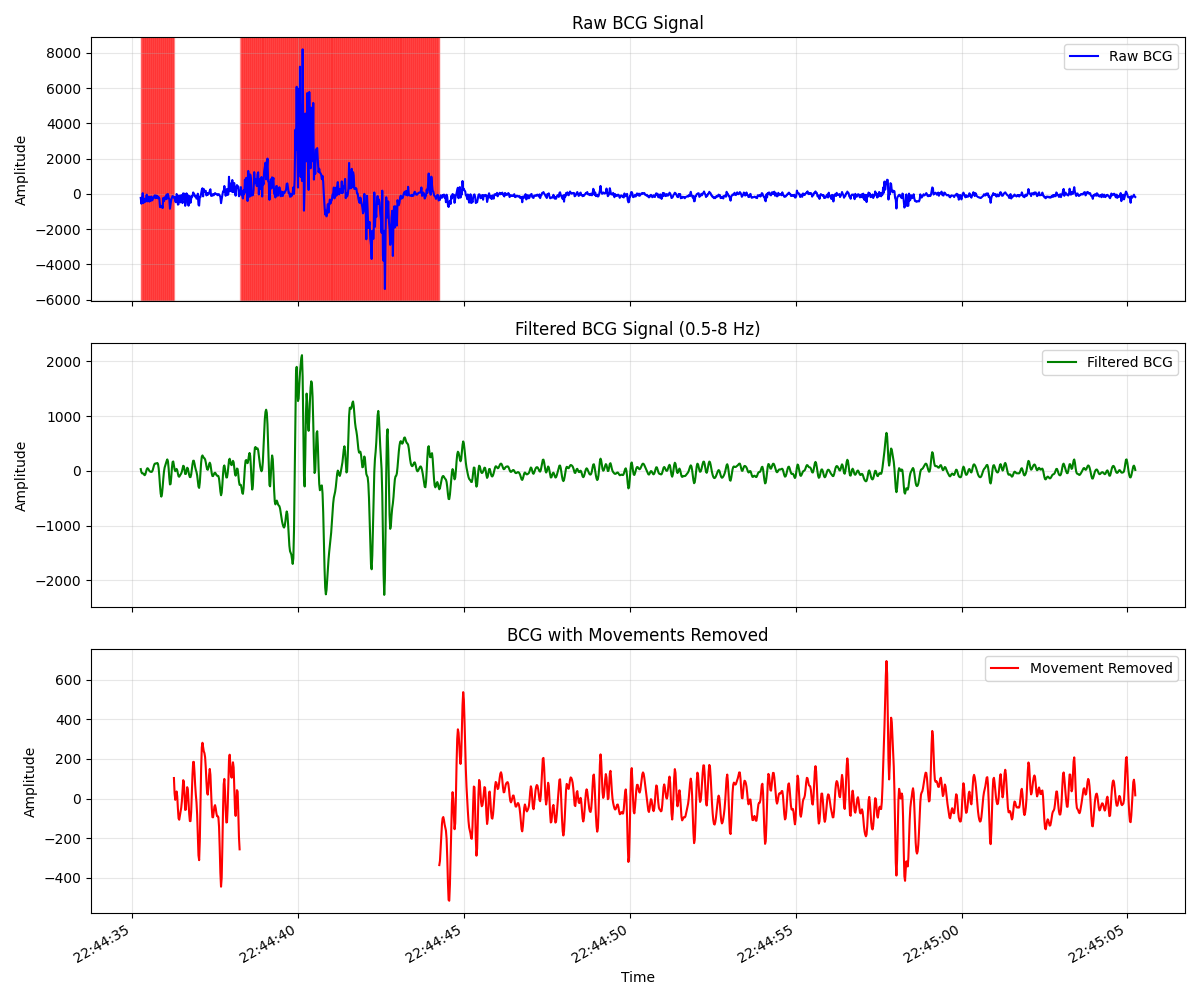 Raw BCG Signal
8000
6000
4000
2000
0
−2000
−4000
−6000
Amplitude
Raw BCG
Filtered BCG Signal (0.5-8 Hz)
2000
1000
0
−1000
−2000
Amplitude
Filtered BCG
BCG with Movements Removed
600
400
200
0
−200
−400
Amplitude
Movement Removed
22:44:35
22:44:40
22:44:45
22:44:50
22:44:55
22:45:00
22:45:05
Time